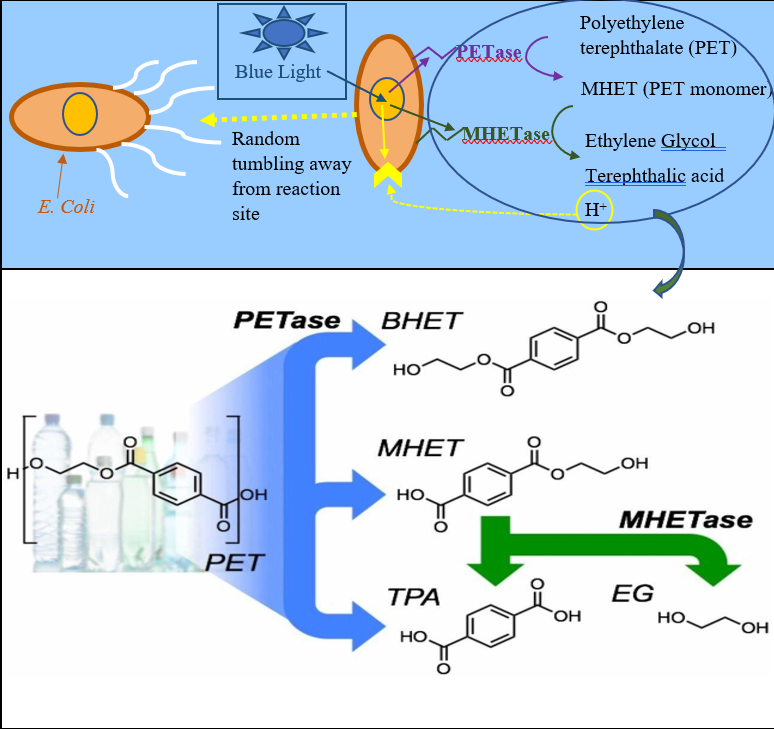 Blue Light
E. Coli
Random
tumbling away
from reaction
site
PETase
MHETase
Polyethylene
terephthalate (PET)
MHET (PET monomer)
Ethylene Glycol
Terephthalic acid
H+
PETase
BHET
HO
O
O
O
O
OH
MHET
HO
O
O
O
OH
H
O
O
O
O
OH
PET
MHETase
TPA
HO
O
O
OH
EG
HO
OH